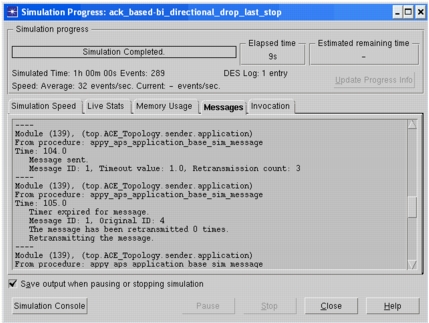 Simulation Progress: ack_based-bi_directional_drop_last_stop
Simulation progress
Simulation Completed.
Elapsed time
9s
Estimated remaining time
-
Simulated Time: 1h 00m 00s Events: 289
DES Log: 1 entry
Speed: Average: 32 events/sec. Current: - events/sec.
Update Progress Info
Simulation Speed Live Stats Memory Usage Messages Invocation
----
Module (139), (top.ACE_Topology.sender.application)
From procedure: appy_aps_application_base_sim_message
Time: 104.0
Message sent.
Message ID: 1, Timeout value: 1.0, Retransmission count: 3
----
Module (139), (top.ACE_Topology.sender.application)
From procedure: appy_aps_application_base_sim_message
Time: 105.0
Timer expired for message.
Message ID: 1, Original ID: 4
The message has been retransmitted 0 times.
Retransmitting the message.
----
Module (139), (top.ACE_Topology.sender.application)
From procedure: appy_aps_application_base_sim_message
Save output when pausing or stopping simulation
Simulation Console Pause Stop Close Help